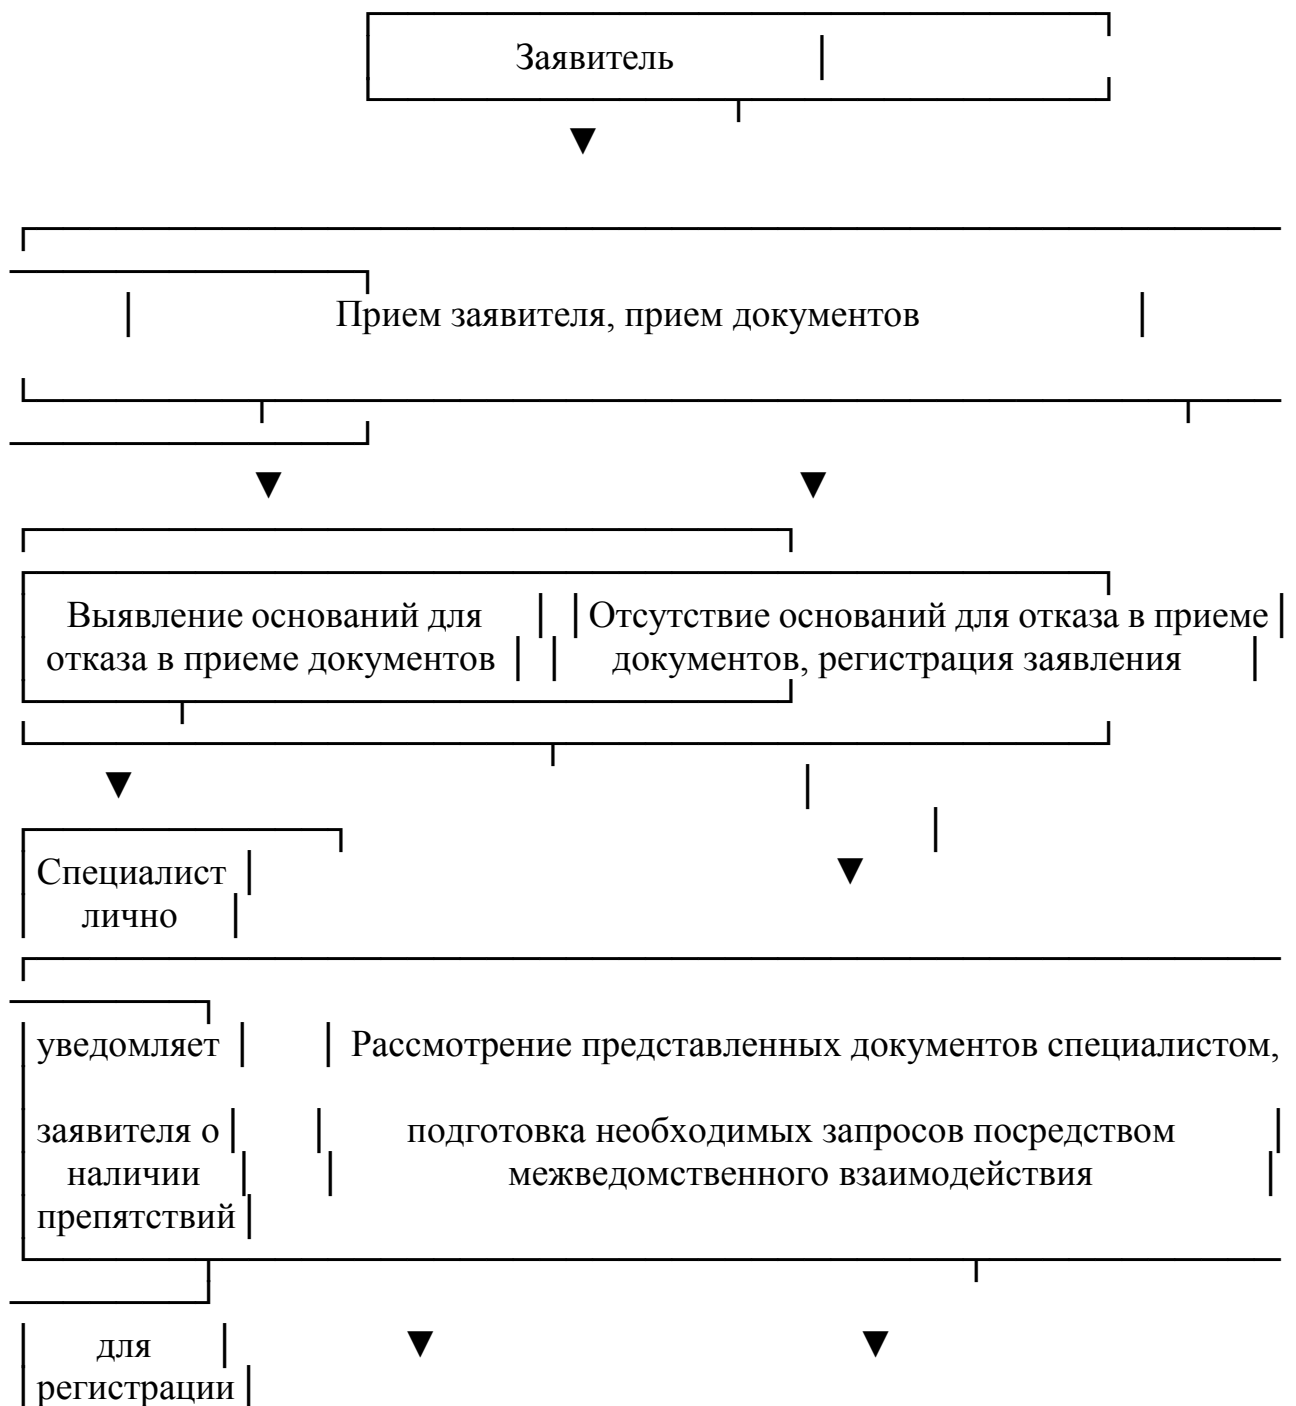 Заявитель
Прием заявителя, прием документов
Выявление оснований для Отсутствие оснований для отказа в приеме
отказа в приеме документов документов, регистрация заявления
Специалист
лично
уведомляет Рассмотрение представленных документов специалистом,
заявителя о подготовка необходимых запросов посредством
наличии межведомственного взаимодействия
препятствий
для
регистрации